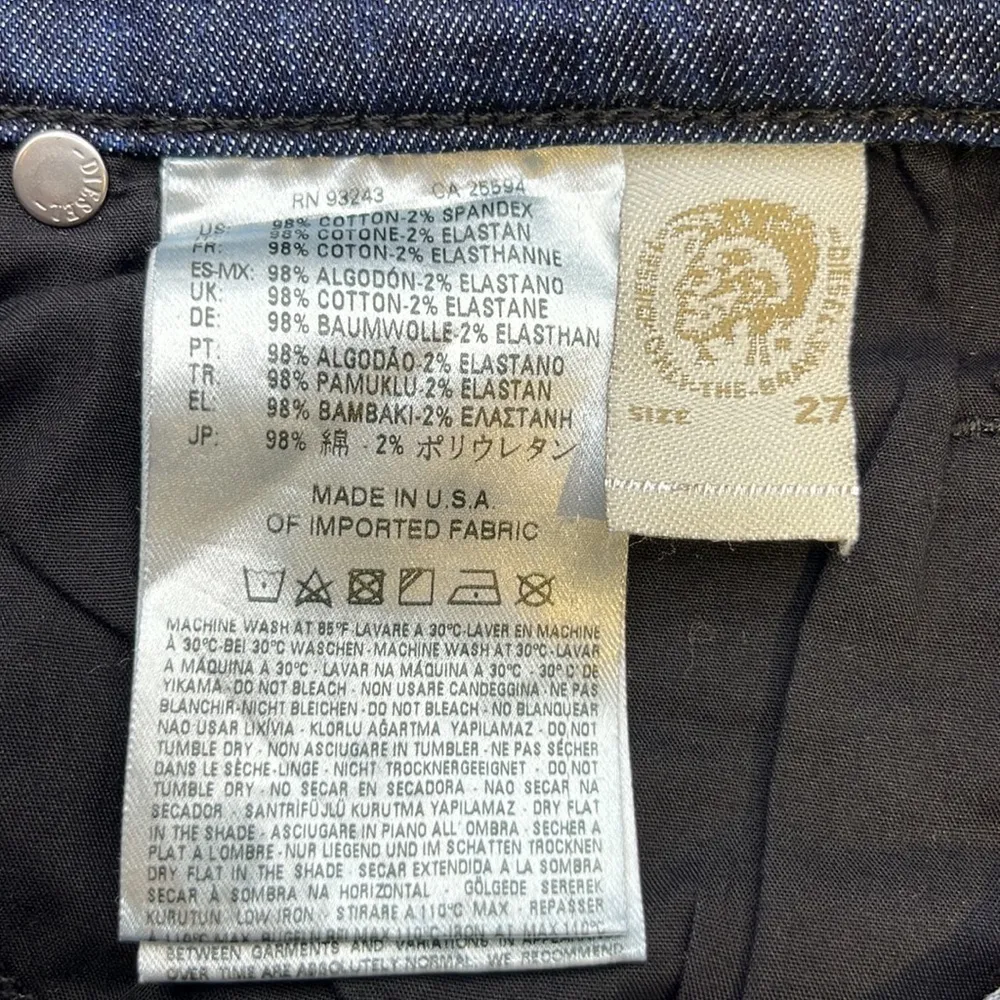 -DIESEL-
RN 93243 CA 25594
US: 98% COTTON-2% SPANDEX
98% COTONE-2% ELASTAN
FR: 98% COTON-2% ELASTHANNE
ES-MX: 98% ALGODÓN-2% ELASTANO
UK: 98% COTTON-2% ELASTANE
DE: 98% BAUMWOLLE-2% ELASTHAN
PT: 98% ALGODÃO-2% ELASTANO
TR: 98% PAMUKLU-2% ELASTAN
EL: 98% BAMBAKI-2% ΕΛΑΣΤΑΝΗ
JP: 98% 綿 - 2% ポリウレタン
MADE IN U.S.A.
OF IMPORTED FABRIC
MACHINE WASH AT 85°F-LAVARE A 30°C-LAVER EN MACHINE
À 30°C-BEI 30°C WASCHEN-MACHINE WASH AT 30°C-LAVAR
A MÁQUINA A 30°C - LAVAR NA MÁQUINA A 30°C - 30°C DE
YIKAMA-DO NOT BLEACH - NON USARE CANDEGGINA-NE PAS
BLANCHIR-NICHT BLEICHEN-DO NOT BLEACH-NO BLANQUEAR
NAO USAR LIXÍVIA - KLORLU AĞARTMA YAPILAMAZ - DO NOT
TUMBLE DRY - NON ASCIUGARE IN TUMBLER - NE PAS SÉCHER
DANS LE SÈCHE-LINGE - NICHT TROCKNERGEEIGNET - DO NOT
TUMBLE DRY - NO SECAR EN SECADORA - NAO SECAR NA
SECADOR - SANTRİFÜJLÜ KURUTMA YAPILAMAZ - DRY FLAT
IN THE SHADE - ASCIUGARE IN PIANO ALL'OMBRA - SÉCHER A
PLAT A L'OMBRE-NUR LIEGEND UND IM SCHATTEN TROCKNEN
DRY FLAT IN THE SHADE - SECAR EXTENDIDA A LA SOMBRA
SECAR À SOMBRA NA HORIZONTAL - GÖLGEDE SEREREK
KURUTUN LOW IRON - STIRARE A 110°C MAX - REPASSER
BETWEEN GARMENTS AND VARIATIONS IN
OVER TIME ARE ABSOLUTELY NORMAL. WE RECOMMEND
DIESEL
ONLY-THE-BRAVE
DIESEL
SIZE 27